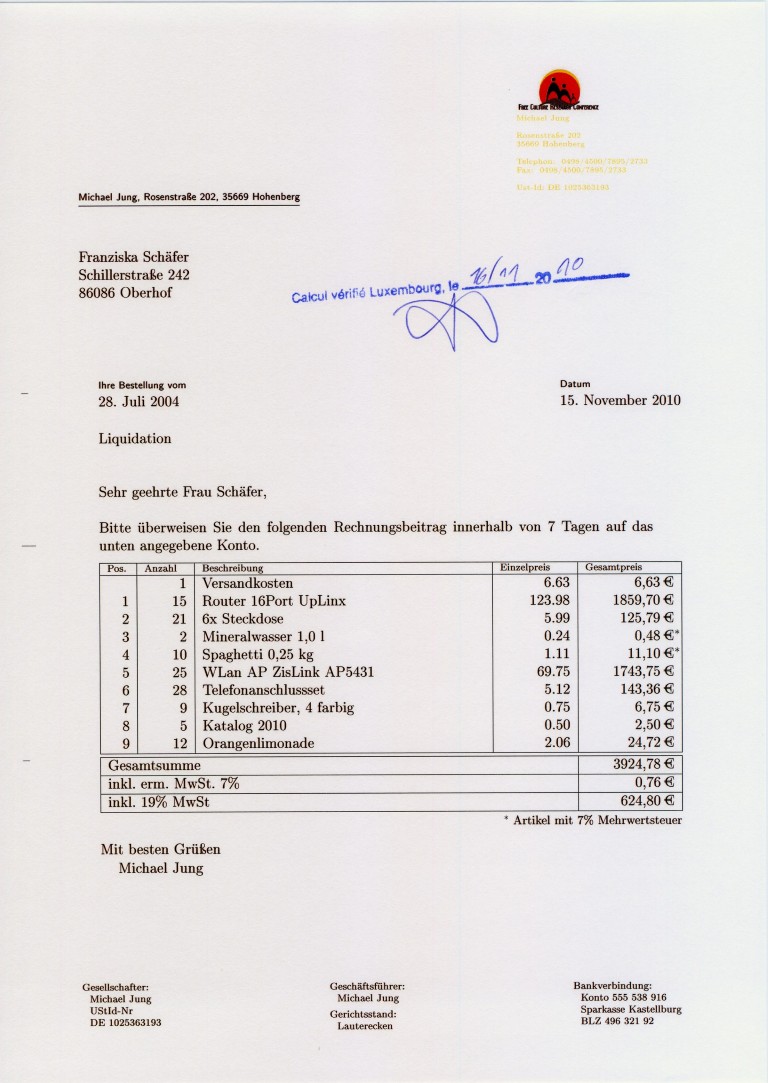 FREE CULTURE RESEARCH CONFERENCE
Michael Jung
Rosenstraße 202
35669 Hohenberg
Telephon: 0498/4500/7895/2733
Fax: 0498/4500/7895/2733
Ust-Id: DE 1025363193
Michael Jung, Rosenstraße 202, 35669 Hohenberg
Franziska Schäfer
Schillerstraße 242
86086 Oberhof
Calcul vérifié Luxembourg, le 16/11 2010
Ihre Bestellung vom
28. Juli 2004
Datum
15. November 2010
Liquidation
Sehr geehrte Frau Schäfer,
Bitte überweisen Sie den folgenden Rechnungsbeitrag innerhalb von 7 Tagen auf das
unten angegebene Konto.
Pos. Anzahl Beschreibung Einzelpreis Gesamtpreis
1 Versandkosten 6.63 6,63 €
1 15 Router 16Port UpLinx 123.98 1859,70 €
2 21 6x Steckdose 5.99 125,79 €
3 2 Mineralwasser 1,0 l 0.24 0,48 €*
4 10 Spaghetti 0,25 kg 1.11 11,10 €*
5 25 WLan AP ZisLink AP5431 69.75 1743,75 €
6 28 Telefonanschlussset 5.12 143,36 €
7 9 Kugelschreiber, 4 farbig 0.75 6,75 €
8 5 Katalog 2010 0.50 2,50 €
9 12 Orangenlimonade 2.06 24,72 €
Gesamtsumme 3924,78 €
inkl. erm. MwSt. 7% 0,76 €
inkl. 19% MwSt 624,80 €
* Artikel mit 7% Mehrwertsteuer
Mit besten Grüßen
Michael Jung
Gesellschafter:
Michael Jung
UStId-Nr
DE 1025363193
Geschäftsführer:
Michael Jung
Gerichtsstand:
Lauterecken
Bankverbindung:
Konto 555 538 916
Sparkasse Kastellburg
BLZ 496 321 92